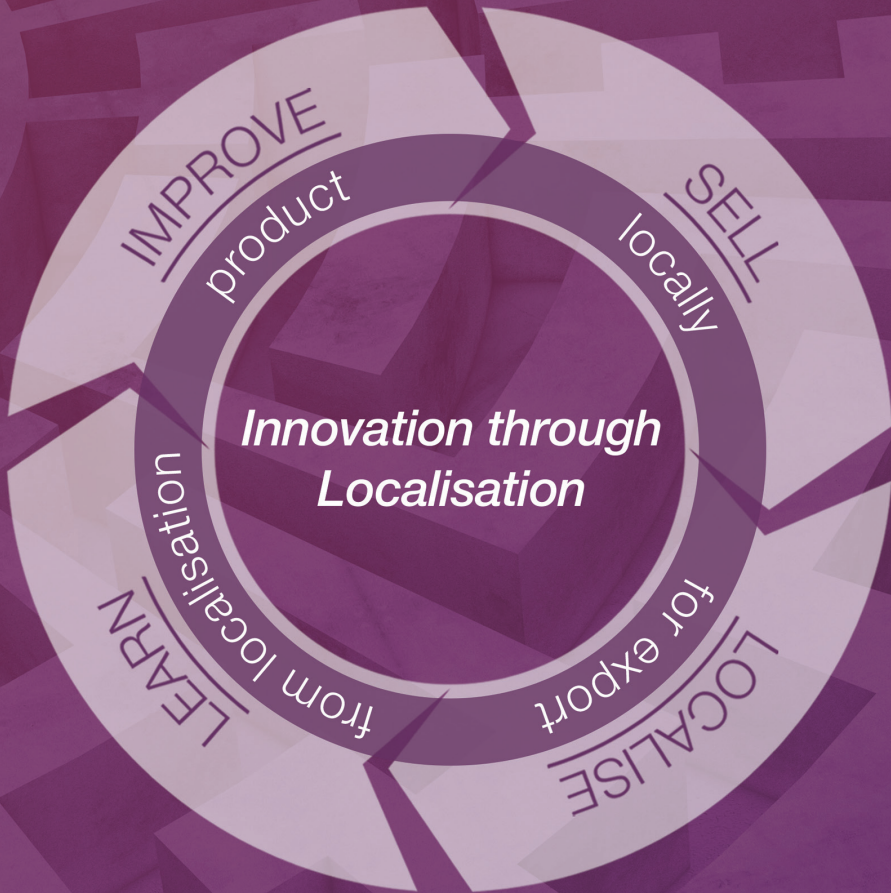 Innovation through
Localisation
SELL
locally
LOCALISE
for export
LEARN
from localisation
IMPROVE
product